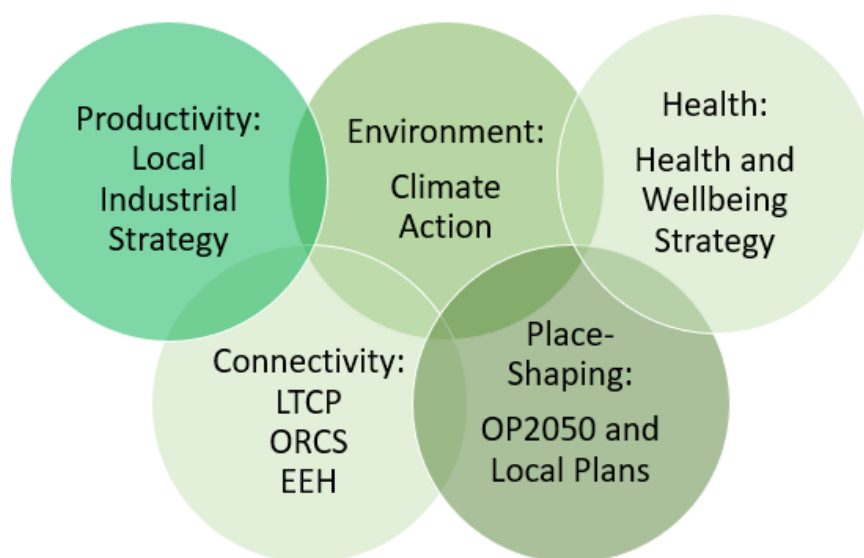 Productivity:
Local
Industrial
Strategy
Environment:
Climate
Action
Health:
Health and
Wellbeing
Strategy
Connectivity:
LTCP
ORCS
EEH
Place-
Shaping:
OP2050 and
Local Plans